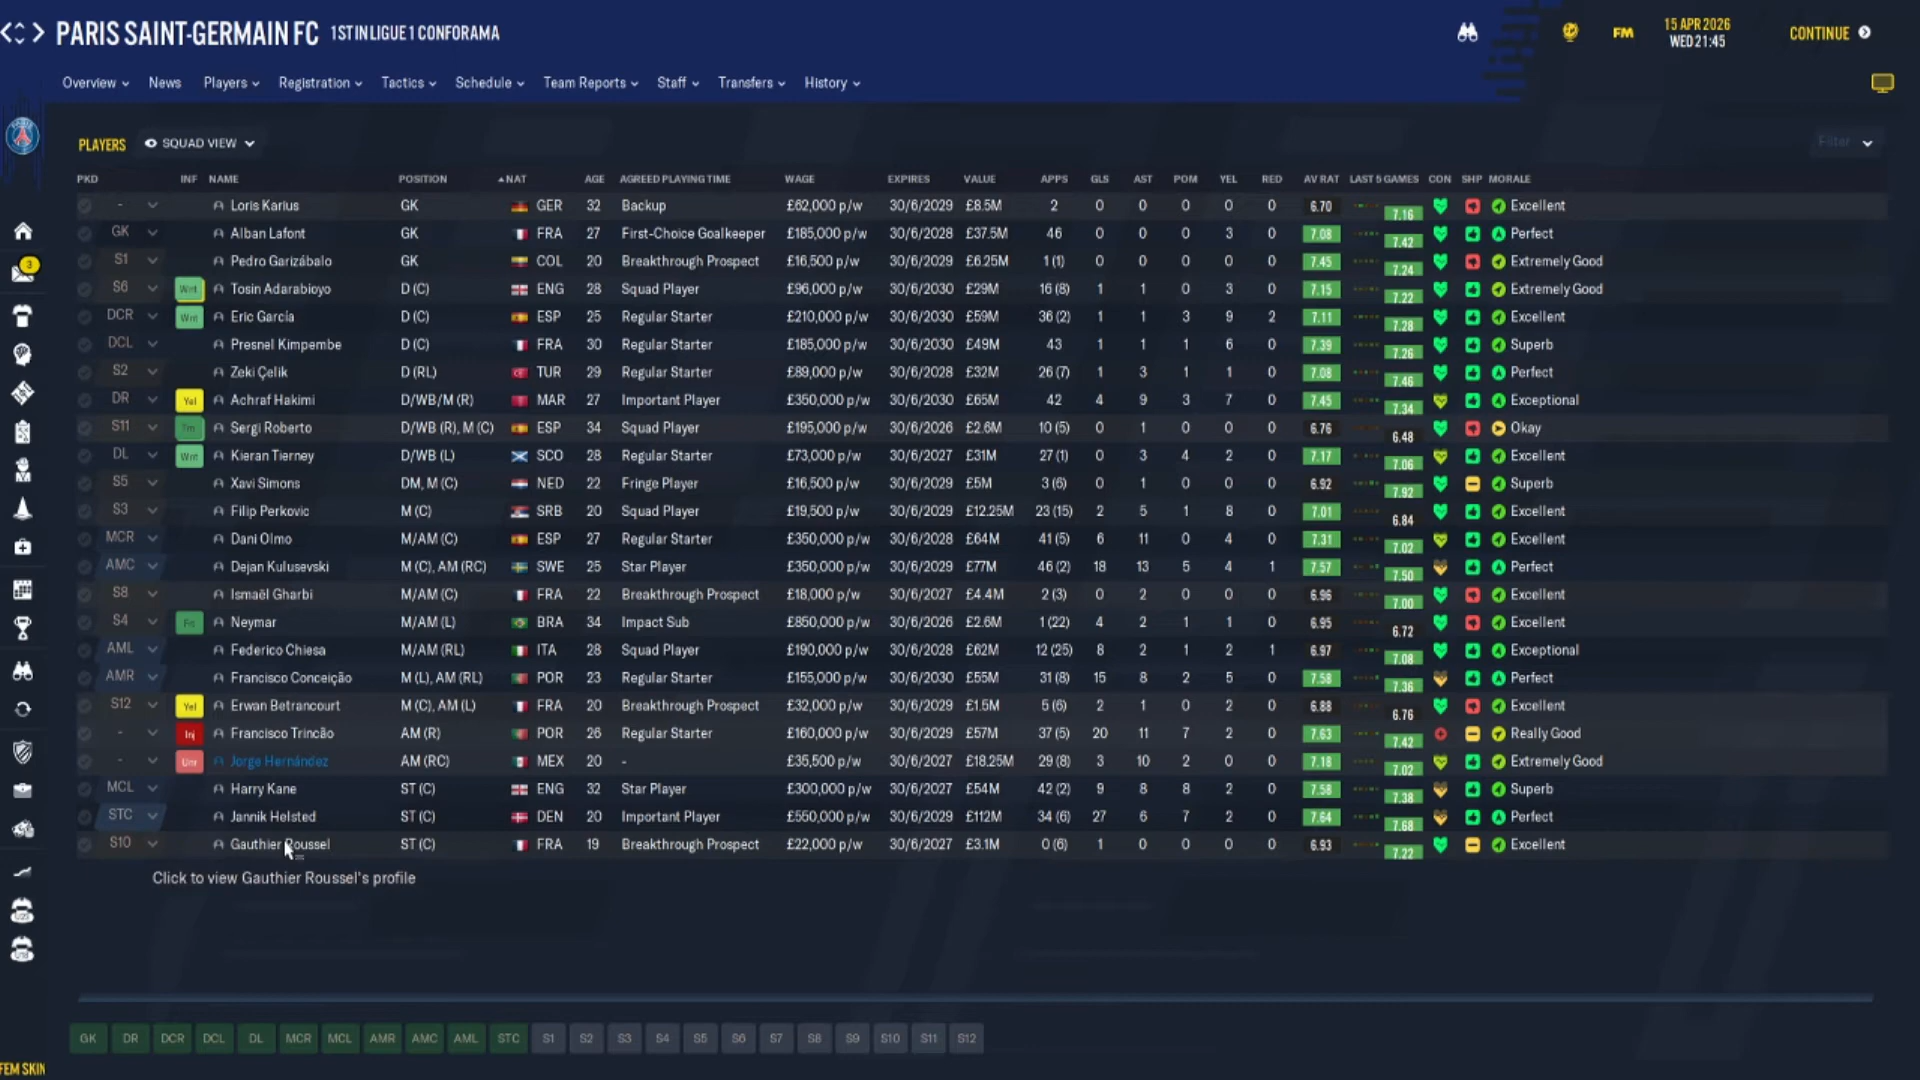 PARIS SAINT-GERMAIN FC 1ST IN LIGUE 1 CONFORAMA FM 15 APR 2026 WED 21:45 CONTINUE
Overview News Players Registration Tactics Schedule Team Reports Staff Transfers History
PLAYERS SQUAD VIEW Filter
PKD INF NAME POSITION NAT AGE AGREED PLAYING TIME WAGE EXPIRES VALUE APPS GLS AST POM YEL RED AV RAT LAST 5 GAMES CON SHP MORALE
- Loris Karius GK GER 32 Backup £62,000 p/w 30/6/2029 £8.5M 2 0 0 0 0 0 6.70 7.16 Excellent
GK Alban Lafont GK FRA 27 First-Choice Goalkeeper £185,000 p/w 30/6/2028 £37.5M 46 0 0 0 3 0 7.08 7.42 Perfect
S1 Pedro Garizábalo GK COL 20 Breakthrough Prospect £16,500 p/w 30/6/2029 £6.25M 1 (1) 0 0 0 0 0 7.45 7.24 Extremely Good
S6 Wnt Tosin Adarabioyo D (C) ENG 28 Squad Player £96,000 p/w 30/6/2030 £29M 16 (8) 1 1 0 3 0 7.15 7.22 Extremely Good
DCR Wnt Eric García D (C) ESP 25 Regular Starter £210,000 p/w 30/6/2030 £59M 36 (2) 1 1 3 9 2 7.11 7.28 Excellent
DCL Presnel Kimpembe D (C) FRA 30 Regular Starter £185,000 p/w 30/6/2030 £49M 43 1 1 1 6 0 7.39 7.26 Superb
S2 Zeki Çelik D (RL) TUR 29 Regular Starter £89,000 p/w 30/6/2028 £32M 26 (7) 1 3 1 1 0 7.08 7.46 Perfect
DR Yel Achraf Hakimi D/WB/M (R) MAR 27 Important Player £350,000 p/w 30/6/2030 £65M 42 4 9 3 7 0 7.45 7.34 Exceptional
S11 Sergi Roberto D/WB (R), M (C) ESP 34 Squad Player £195,000 p/w 30/6/2026 £2.6M 10 (5) 0 1 0 0 0 6.76 6.48 Okay
DL Wnt Kieran Tierney D/WB (L) SCO 28 Regular Starter £73,000 p/w 30/6/2027 £31M 27 (1) 0 3 4 2 0 7.17 7.06 Excellent
S5 Xavi Simons DM, M (C) NED 22 Fringe Player £16,500 p/w 30/6/2029 £5M 3 (6) 0 1 0 0 0 6.92 7.92 Superb
S3 Filip Perkovic M (C) SRB 20 Squad Player £19,500 p/w 30/6/2029 £12.25M 23 (15) 2 5 1 8 0 7.01 6.84 Excellent
MCR Dani Olmo M/AM (C) ESP 27 Regular Starter £350,000 p/w 30/6/2028 £64M 41 (5) 6 11 0 4 0 7.31 7.02 Excellent
AMC Dejan Kulusevski M (C), AM (RC) SWE 25 Star Player £350,000 p/w 30/6/2029 £77M 46 (2) 18 13 5 4 1 7.57 7.50 Perfect
S8 Ismaël Gharbi M/AM (C) FRA 22 Breakthrough Prospect £18,000 p/w 30/6/2027 £4.4M 2 (3) 0 2 0 0 0 6.96 7.00 Excellent
S4 Neymar M/AM (L) BRA 34 Impact Sub £850,000 p/w 30/6/2026 £2.6M 1 (22) 4 2 1 1 0 6.95 6.72 Excellent
AML Federico Chiesa M/AM (RL) ITA 28 Squad Player £190,000 p/w 30/6/2028 £62M 12 (25) 8 2 1 2 1 6.97 7.08 Exceptional
AMR Francisco Conceição M (L), AM (RL) POR 23 Regular Starter £155,000 p/w 30/6/2030 £55M 31 (8) 15 8 2 5 0 7.58 7.36 Perfect
S12 Yel Erwan Betrancourt M (C), AM (L) FRA 20 Breakthrough Prospect £32,000 p/w 30/6/2029 £1.5M 5 (6) 2 1 0 2 0 6.88 6.76 Excellent
- Inj Francisco Trincão AM (R) POR 26 Regular Starter £160,000 p/w 30/6/2029 £57M 37 (5) 20 11 7 2 0 7.63 7.42 Really Good
- Unr Jorge Hernández AM (RC) MEX 20 - £35,500 p/w 30/6/2027 £18.25M 29 (8) 3 10 2 0 0 7.18 7.02 Extremely Good
MCL Harry Kane ST (C) ENG 32 Star Player £300,000 p/w 30/6/2027 £54M 42 (2) 9 8 8 2 0 7.58 7.38 Superb
STC Jannik Helsted ST (C) DEN 20 Important Player £550,000 p/w 30/6/2029 £112M 34 (6) 27 6 7 2 0 7.64 7.68 Perfect
S10 Gauthier Roussel ST (C) FRA 19 Breakthrough Prospect £22,000 p/w 30/6/2027 £3.1M 0 (6) 1 0 0 0 0 6.93 7.22 Excellent
Click to view Gauthier Roussel's profile
GK DR DCR DCL DL MCR MCL AMR AMC AML STC S1 S2 S3 S4 S5 S6 S7 S8 S9 S10 S11 S12
FEM SKIN
3